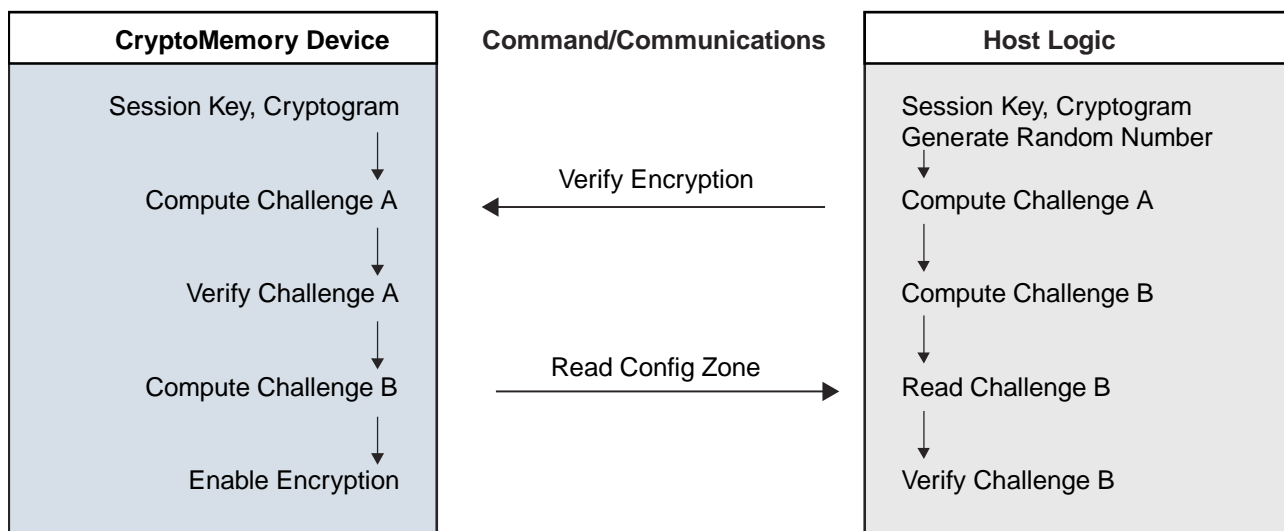 CryptoMemory Device
Command/Communications
Host Logic
Session Key, Cryptogram
Session Key, Cryptogram
Generate Random Number
Verify Encryption
Compute Challenge A
Compute Challenge A
Verify Challenge A
Compute Challenge B
Read Config Zone
Compute Challenge B
Read Challenge B
Enable Encryption
Verify Challenge B